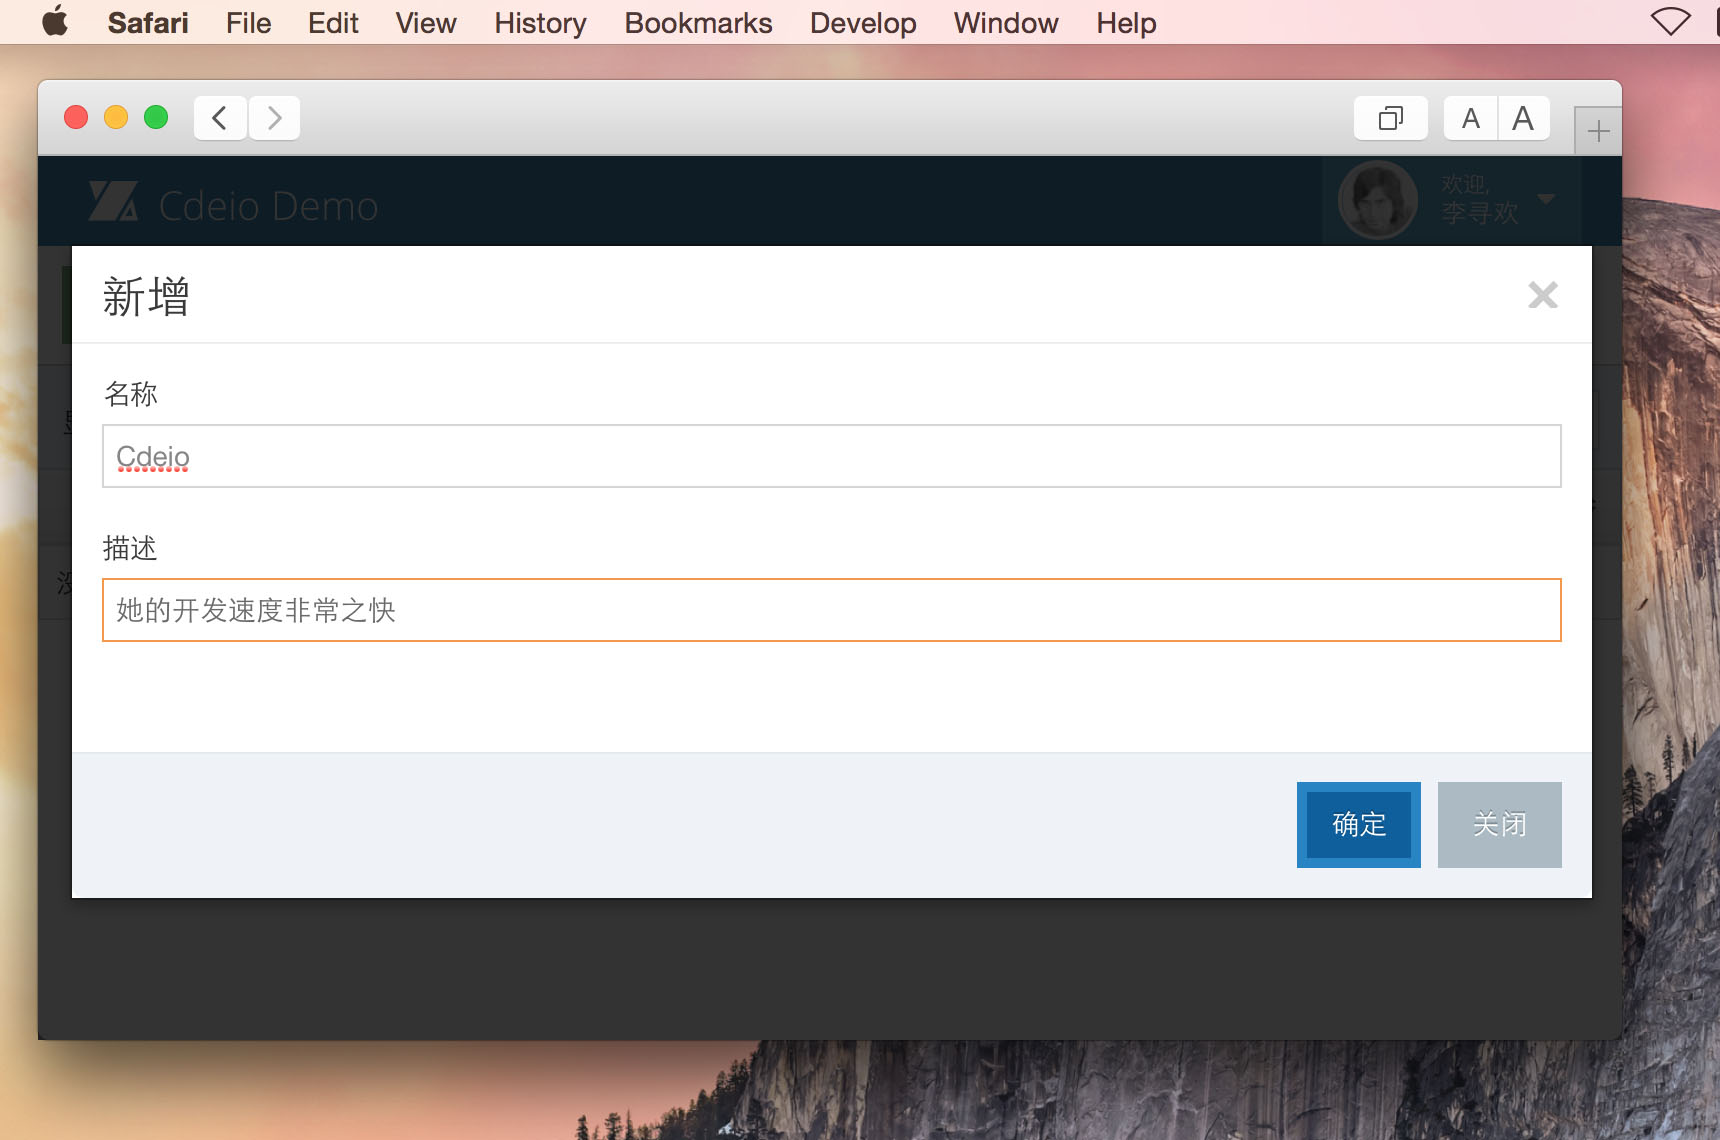 Safari File Edit View History Bookmarks Develop Window Help
A A
Cdeio Demo
欢迎,
李寻欢
新增
名称
Cdeio
描述
她的开发速度非常之快
确定 关闭